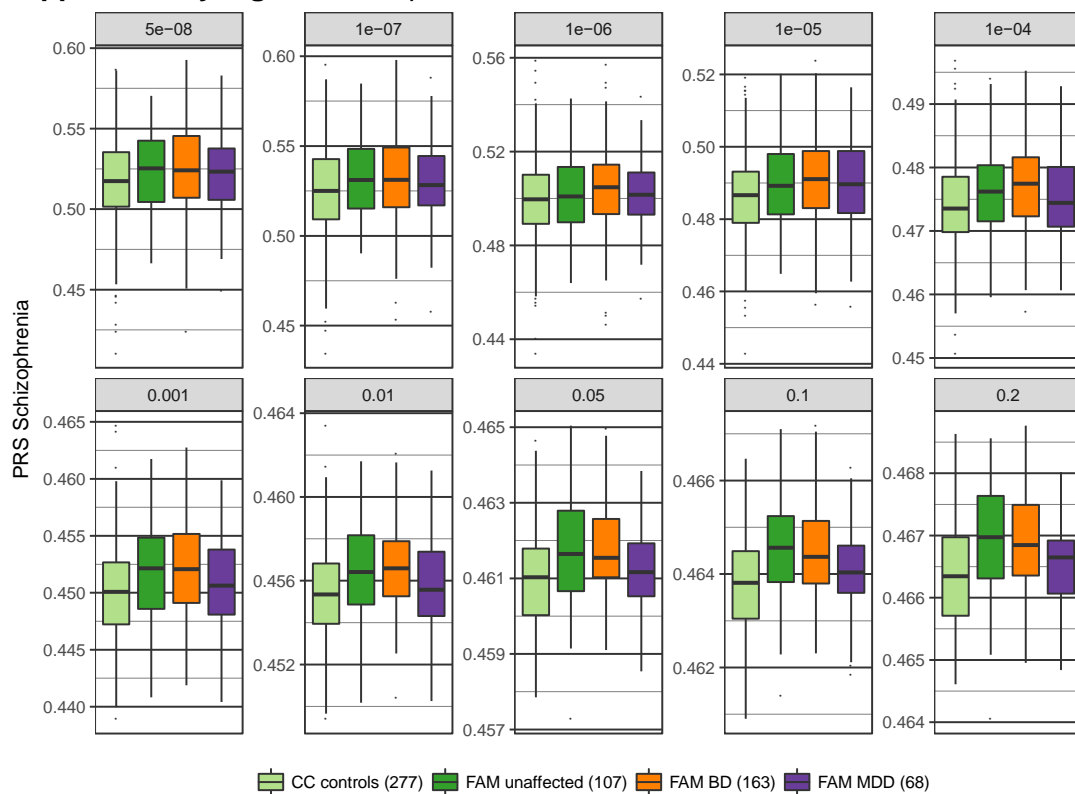 5e−08 1e−07 1e−06 1e−05 1e−04
0.60 0.55 0.50 0.45
0.60 0.55 0.50 0.45
0.56 0.52 0.48 0.44
0.52 0.50 0.48 0.46 0.44
0.49 0.48 0.47 0.46 0.45
PRS Schizophrenia
0.001 0.01 0.05 0.1 0.2
0.465 0.460 0.455 0.450 0.445 0.440
0.464 0.460 0.456 0.452
0.465 0.463 0.461 0.459 0.457
0.466 0.464 0.462
0.468 0.467 0.466 0.465 0.464
CC controls (277) FAM unaffected (107) FAM BD (163) FAM MDD (68)